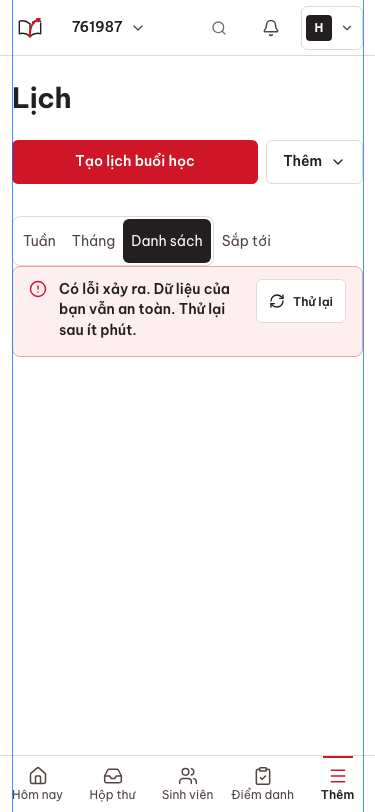 761987
H
Lịch
Tạo lịch buổi học
Thêm
Tuần
Tháng
Danh sách
Sắp tới
Có lỗi xảy ra. Dữ liệu của
bạn vẫn an toàn. Thử lại
sau ít phút.
Thử lại
Hôm nay
Hộp thư
Sinh viên
Điểm danh
Thêm